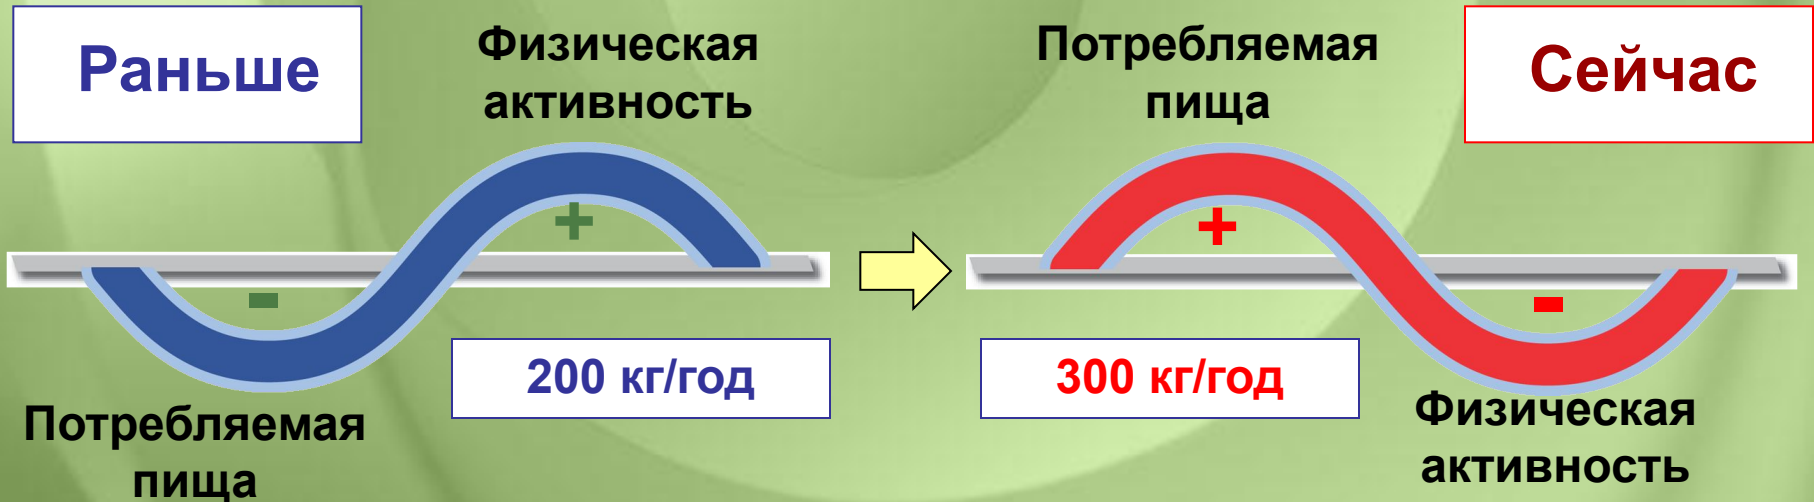 Раньше
Физическая
активность
Потребляемая
пища
Сейчас
+
-
+
-
200 кг/год
300 кг/год
Потребляемая
пища
Физическая
активность